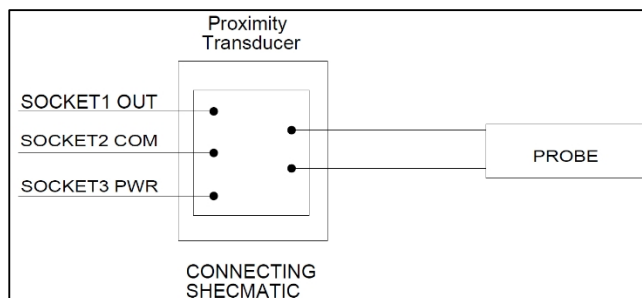 Proximity
Transducer
SOCKET1 OUT
SOCKET2 COM
SOCKET3 PWR
PROBE
CONNECTING
SHECMATIC